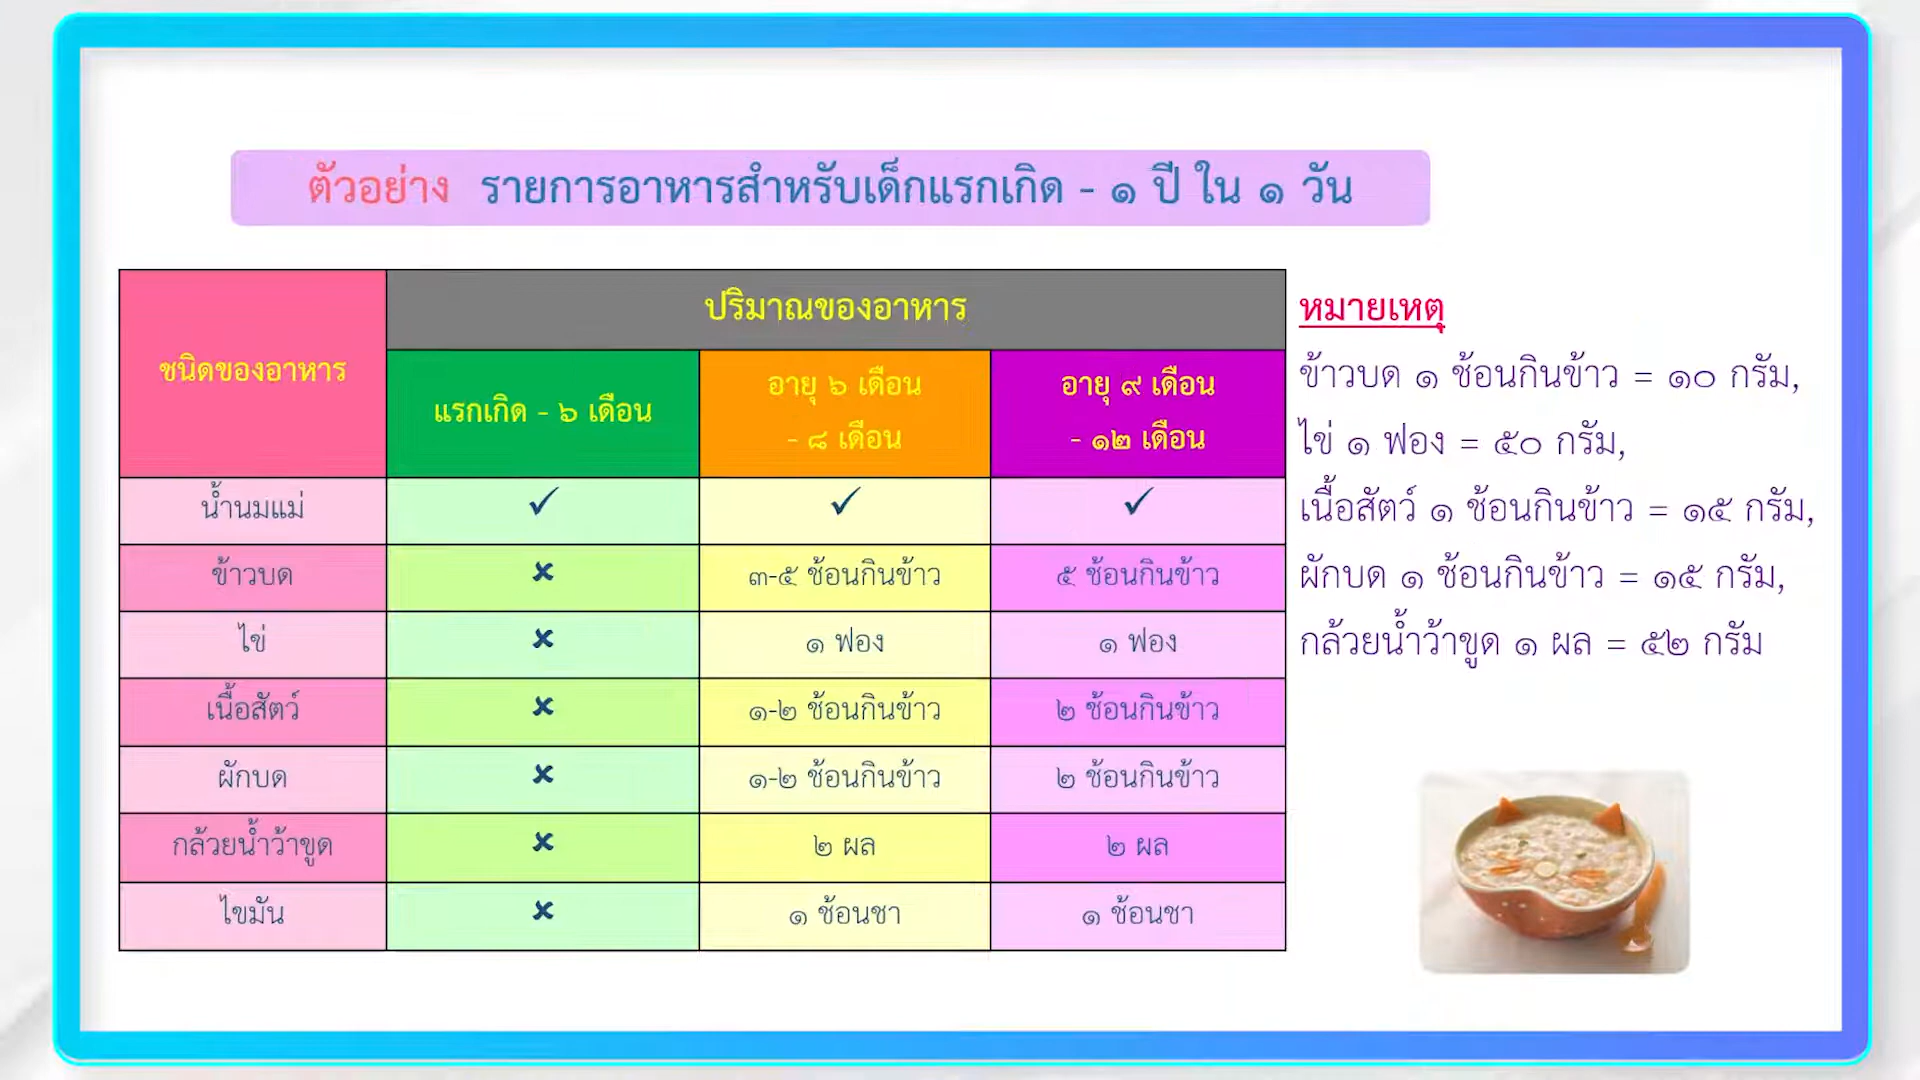 ตัวอย่าง รายการอาหารสำหรับเด็กแรกเกิด - ๑ ปี ใน ๑ วัน
ชนิดของอาหาร
ปริมาณของอาหาร
แรกเกิด - ๖ เดือน
อายุ ๖ เดือน
- ๘ เดือน
อายุ ๙ เดือน
- ๑๒ เดือน
น้ำนมแม่ ✓ ✓ ✓
ข้าวบด ✘ ๓-๕ ช้อนกินข้าว ๕ ช้อนกินข้าว
ไข่ ✘ ๑ ฟอง ๑ ฟอง
เนื้อสัตว์ ✘ ๑-๒ ช้อนกินข้าว ๒ ช้อนกินข้าว
ผักบด ✘ ๑-๒ ช้อนกินข้าว ๒ ช้อนกินข้าว
กล้วยน้ำว้าขูด ✘ ๒ ผล ๒ ผล
ไขมัน ✘ ๑ ช้อนชา ๑ ช้อนชา
หมายเหตุ
ข้าวบด ๑ ช้อนกินข้าว = ๑๐ กรัม,
ไข่ ๑ ฟอง = ๕๐ กรัม,
เนื้อสัตว์ ๑ ช้อนกินข้าว = ๑๕ กรัม,
ผักบด ๑ ช้อนกินข้าว = ๑๕ กรัม,
กล้วยน้ำว้าขูด ๑ ผล = ๕๒ กรัม